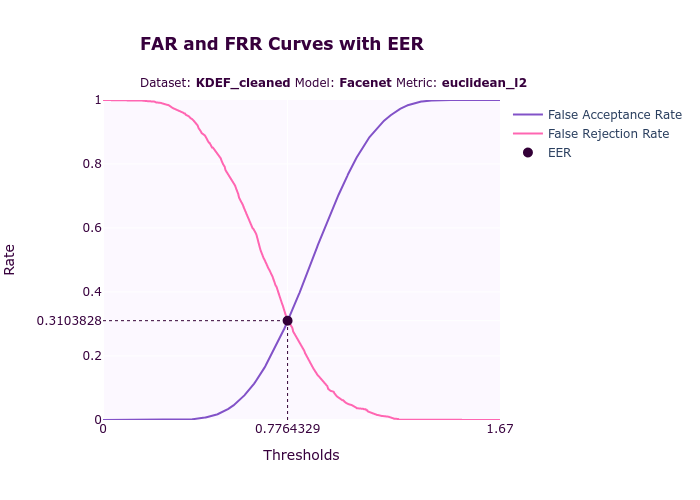 FAR and FRR Curves with EER
Dataset: KDEF_cleaned Model: Facenet Metric: euclidean_l2
1
0.8
0.6
0.4
0.3103828
0.2
0
0
0.7764329
1.67
Rate
Thresholds
False Acceptance Rate
False Rejection Rate
EER